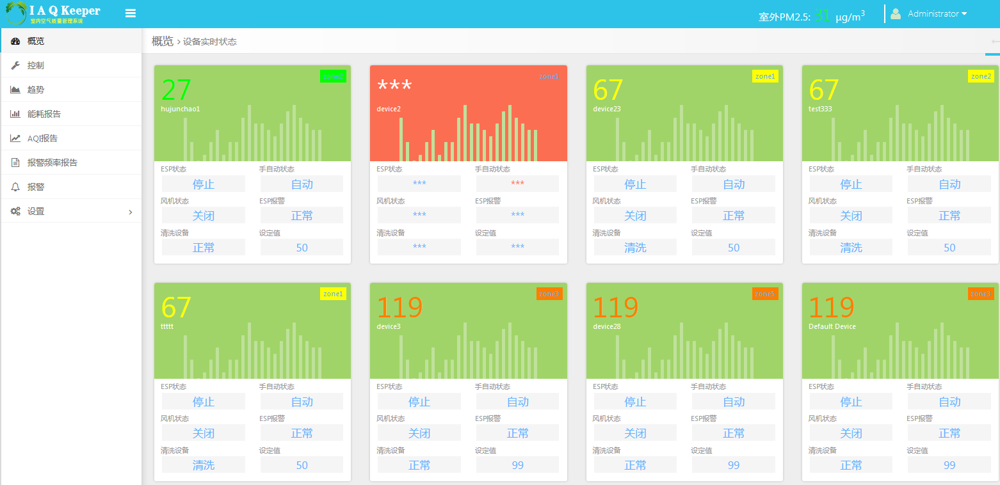 I A Q Keeper
室内空气质量管理系统
室外PM2.5: 31 μg/m3
Administrator
概览
控制
趋势
能耗报告
AQI报告
报警频率报告
报警
设置
概览 > 设备实时状态
27
zone2
hujunchao1
ESP状态 手自动状态
停止 自动
风机状态 ESP报警
关闭 正常
清洗设备 设定值
正常 50
***
zone1
device2
ESP状态 手自动状态
*** ***
风机状态 ESP报警
*** ***
清洗设备 设定值
*** ***
67
zone1
device23
ESP状态 手自动状态
停止 自动
风机状态 ESP报警
关闭 正常
清洗设备 设定值
清洗 50
67
zone2
test333
ESP状态 手自动状态
停止 自动
风机状态 ESP报警
关闭 正常
清洗设备 设定值
清洗 50
67
zone1
ttttt
ESP状态 手自动状态
停止 自动
风机状态 ESP报警
关闭 正常
清洗设备 设定值
清洗 50
119
zone3
device3
ESP状态 手自动状态
停止 自动
风机状态 ESP报警
关闭 正常
清洗设备 设定值
正常 99
119
zone5
device28
ESP状态 手自动状态
停止 自动
风机状态 ESP报警
关闭 正常
清洗设备 设定值
正常 99
119
zone3
Default Device
ESP状态 手自动状态
停止 自动
风机状态 ESP报警
关闭 正常
清洗设备 设定值
正常 99